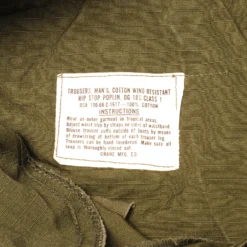 TROUSERS, MAN'S, COTTON WIND RESISTANT
RIP STOP POPLIN, OG 107, CLASS 1
DSA 100-68-C-1977 - 100% COTTON
INSTRUCTIONS
Wear as outer garment in tropical areas.
Adjust waist size by straps on sides of waistband.
Blouse trouser cuffs outside of boots by means
of draw cord at end of each trouser leg.
Trousers can be hand laundered. Make sure all
soap is thoroughly rinsed out.
MFG. CO.